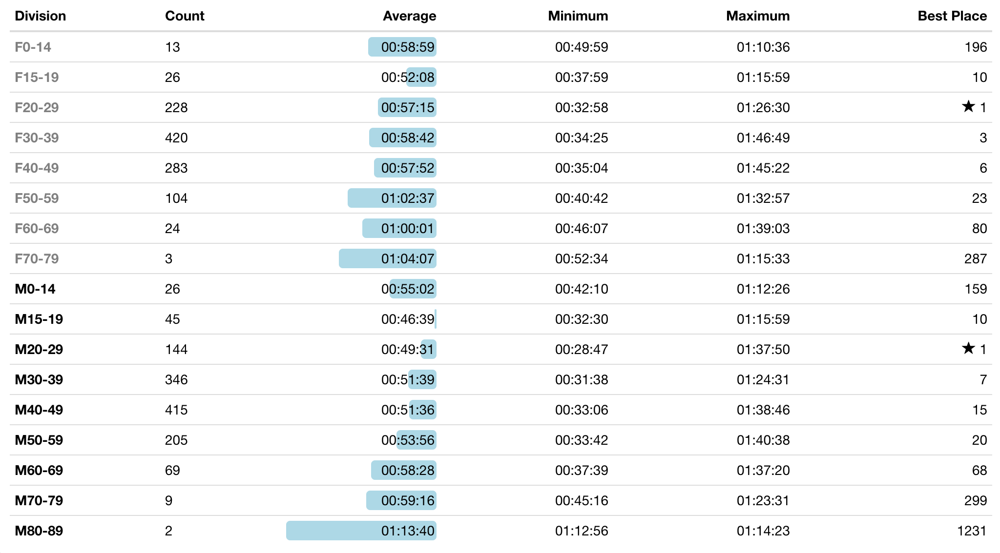 Division Count Average Minimum Maximum Best Place
F0-14 13 00:58:59 00:49:59 01:10:36 196
F15-19 26 00:52:08 00:37:59 01:15:59 10
F20-29 228 00:57:15 00:32:58 01:26:30 ★ 1
F30-39 420 00:58:42 00:34:25 01:46:49 3
F40-49 283 00:57:52 00:35:04 01:45:22 6
F50-59 104 01:02:37 00:40:42 01:32:57 23
F60-69 24 01:00:01 00:46:07 01:39:03 80
F70-79 3 01:04:07 00:52:34 01:15:33 287
M0-14 26 00:55:02 00:42:10 01:12:26 159
M15-19 45 00:46:39 00:32:30 01:15:59 10
M20-29 144 00:49:31 00:28:47 01:37:50 ★ 1
M30-39 346 00:51:39 00:31:38 01:24:31 7
M40-49 415 00:51:36 00:33:06 01:38:46 15
M50-59 205 00:53:56 00:33:42 01:40:38 20
M60-69 69 00:58:28 00:37:39 01:37:20 68
M70-79 9 00:59:16 00:45:16 01:23:31 299
M80-89 2 01:13:40 01:12:56 01:14:23 1231